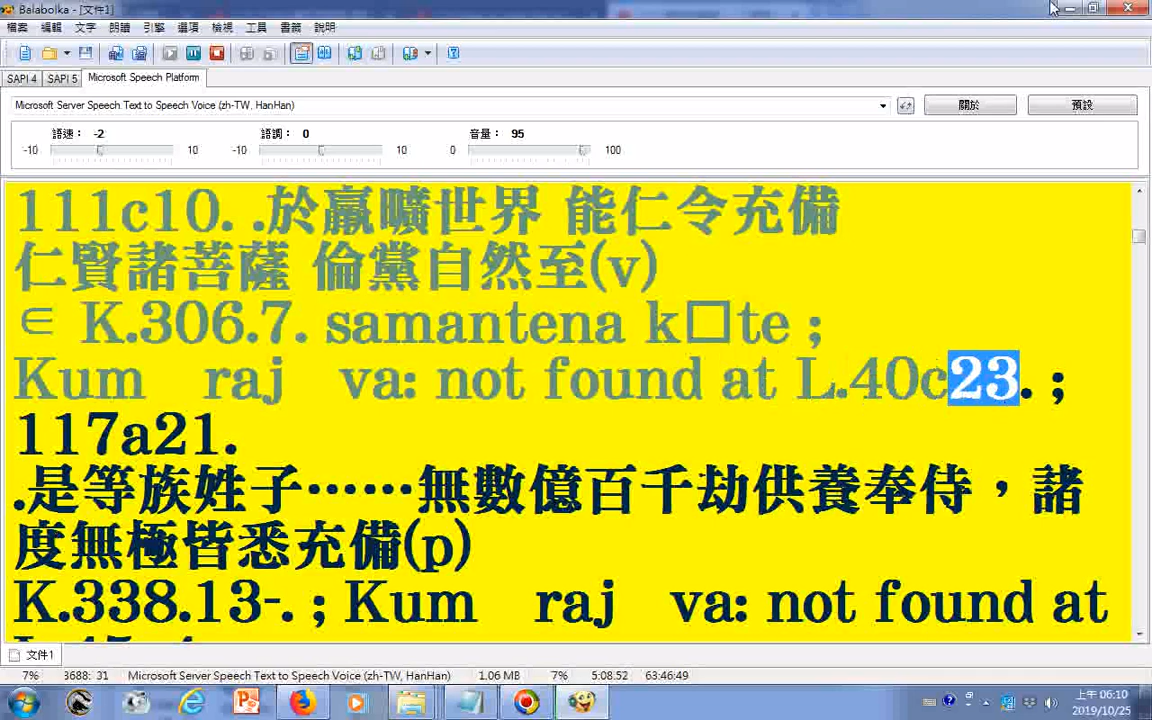 Balabolka - [文件1]
檔案 編輯 文字 朗讀 引擎 選項 檢視 工具 書籤 說明
SAPI 4 SAPI 5 Microsoft Speech Platform
Microsoft Server Speech Text to Speech Voice (zh-TW, HanHan) 關於 預設
語速： -2 語調： 0 音量： 95
-10 10 -10 10 0 100
111c10. .於羸曠世界 能仁令充備
仁賢諸菩薩 倫黨自然至(v)
∈ K.306.7. samantena k□te ;
Kum raj va: not found at L.40c23. ;
117a21.
.是等族姓子……無數億百千劫供養奉侍，諸
度無極皆悉充備(p)
K.338.13-. ; Kum raj va: not found at
文件1
7% 3688: 31 Microsoft Server Speech Text to Speech Voice (zh-TW, HanHan) 1.06 MB 7% 5:08:52 63:46:49
上午 06:10
2019/10/25